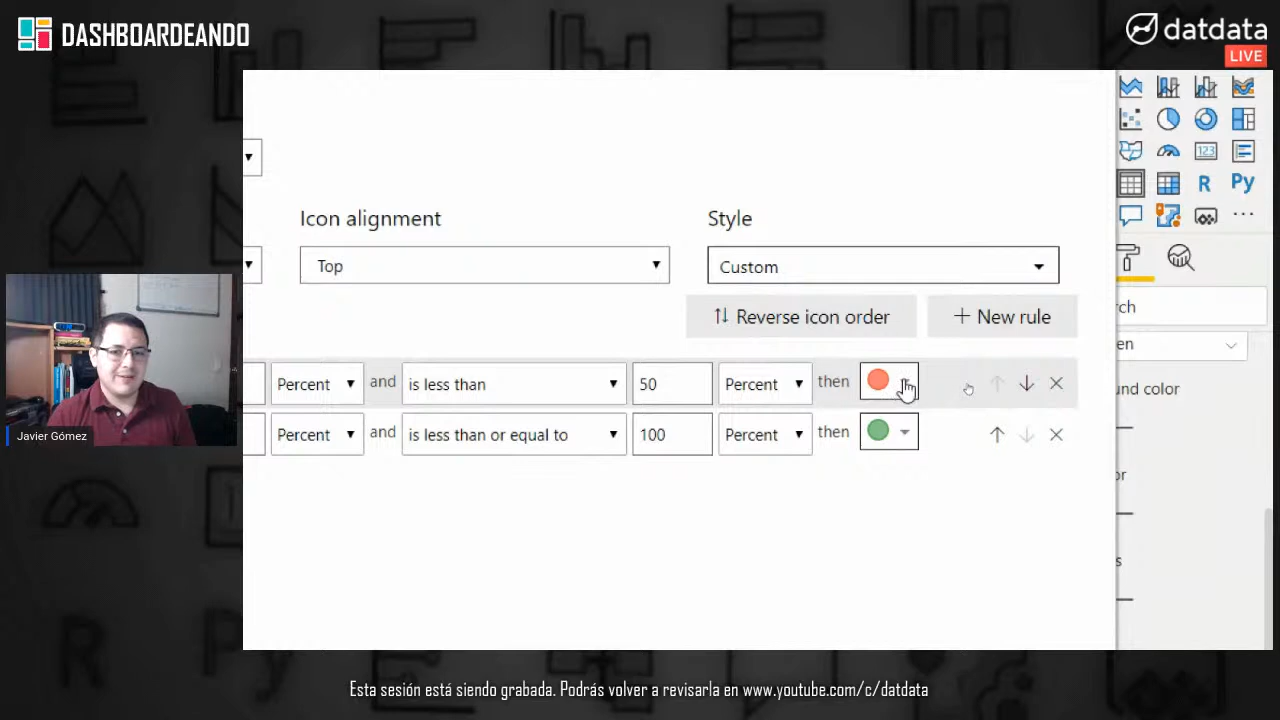 DASHBOARDEANDO
datdata
LIVE
Icon alignment
Style
Top
Custom
Reverse icon order
New rule
Percent
and
is less than
50
Percent
then
Percent
and
is less than or equal to
100
Percent
then
123
R
Py
rch
en
und color
or
s
Javier Gómez
Esta sesión está siendo grabada. Podrás volver a revisarla en www.youtube.com/c/datdata